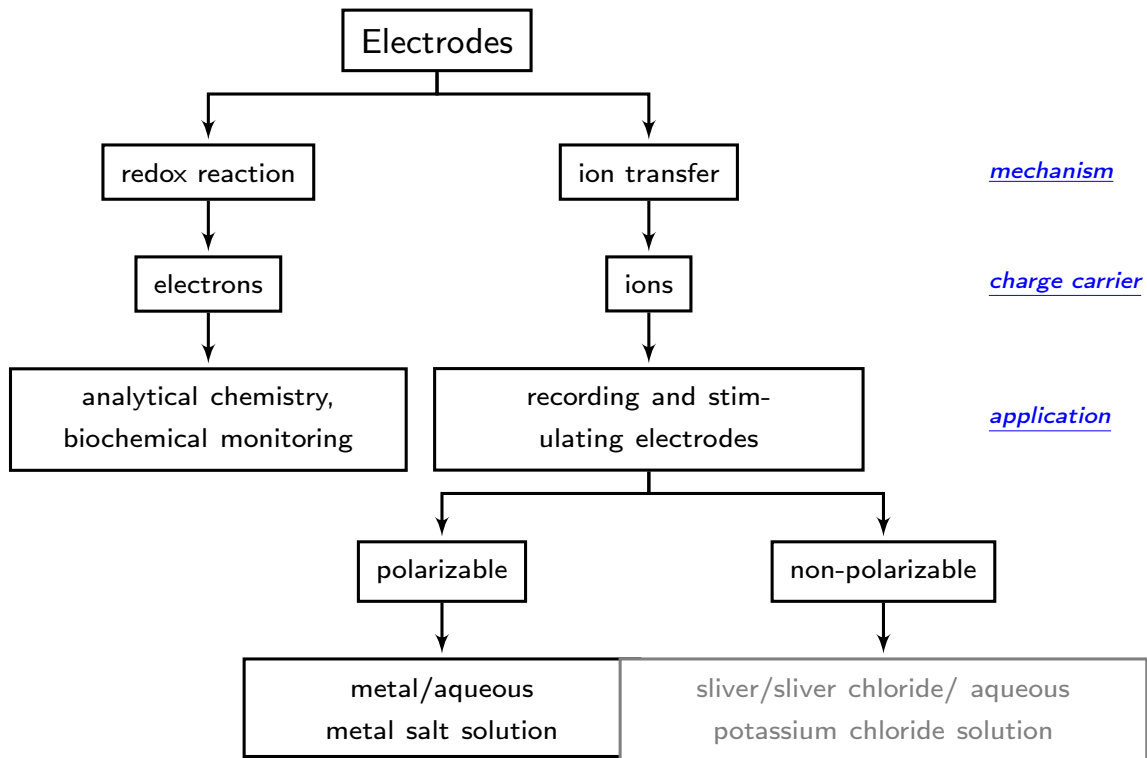 Electrodes
redox reaction
ion transfer
mechanism
electrons
ions
charge carrier
analytical chemistry,
biochemical monitoring
recording and stim-
ulating electrodes
application
polarizable
non-polarizable
metal/aqueous
metal salt solution
sliver/sliver chloride/ aqueous
potassium chloride solution